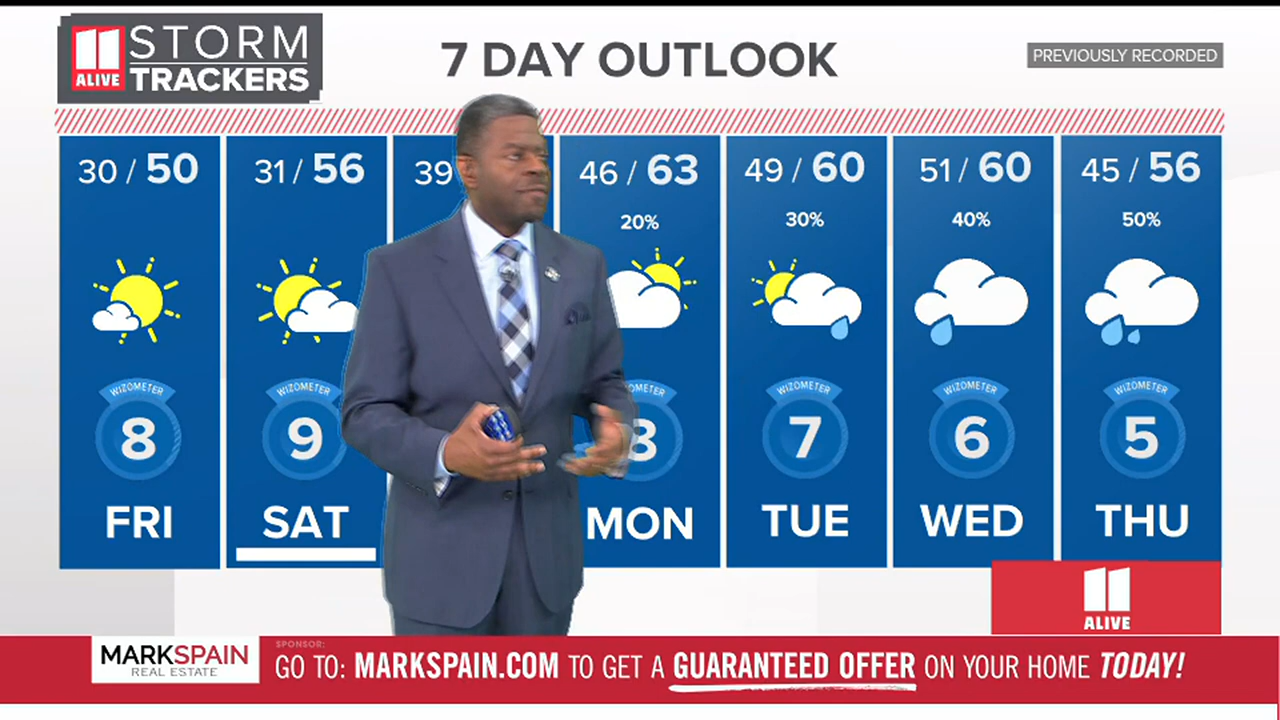 11 ALIVE
STORM
TRACKERS
7 DAY OUTLOOK
PREVIOUSLY RECORDED
30 / 50
31 / 56
39
46 / 63
49 / 60
51 / 60
45 / 56
20%
30%
40%
50%
WIZOMETER
WIZOMETER
WIZOMETER
WIZOMETER
WIZOMETER
8
9
7
6
5
FRI
SAT
MON
TUE
WED
THU
11
ALIVE
MARKSPAIN
REAL ESTATE
SPONSOR:
GO TO: MARKSPAIN.COM TO GET A GUARANTEED OFFER ON YOUR HOME TODAY!